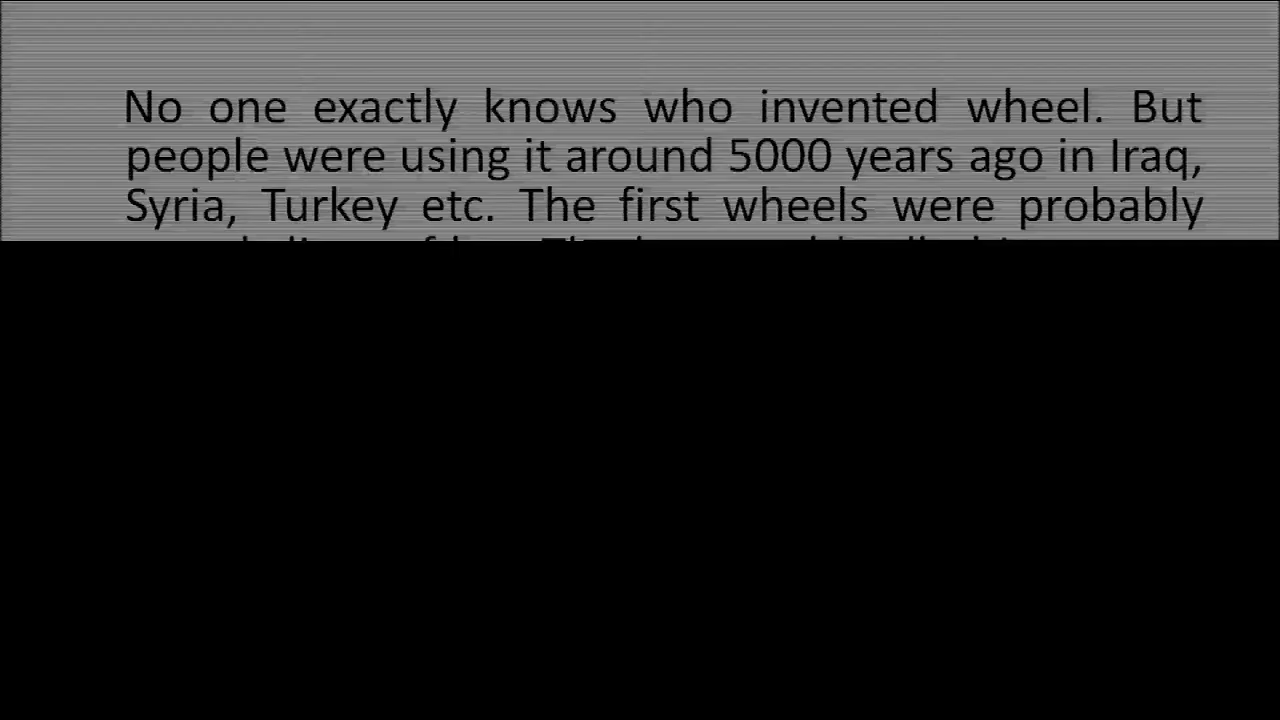 No one exactly knows who invented wheel. But
people were using it around 5000 years ago in Iraq,
Syria, Turkey etc. The first wheels were probably